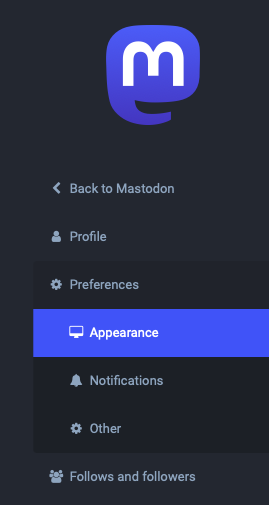 Back to Mastodon
Profile
Preferences
Appearance
Notifications
Other
Follows and followers